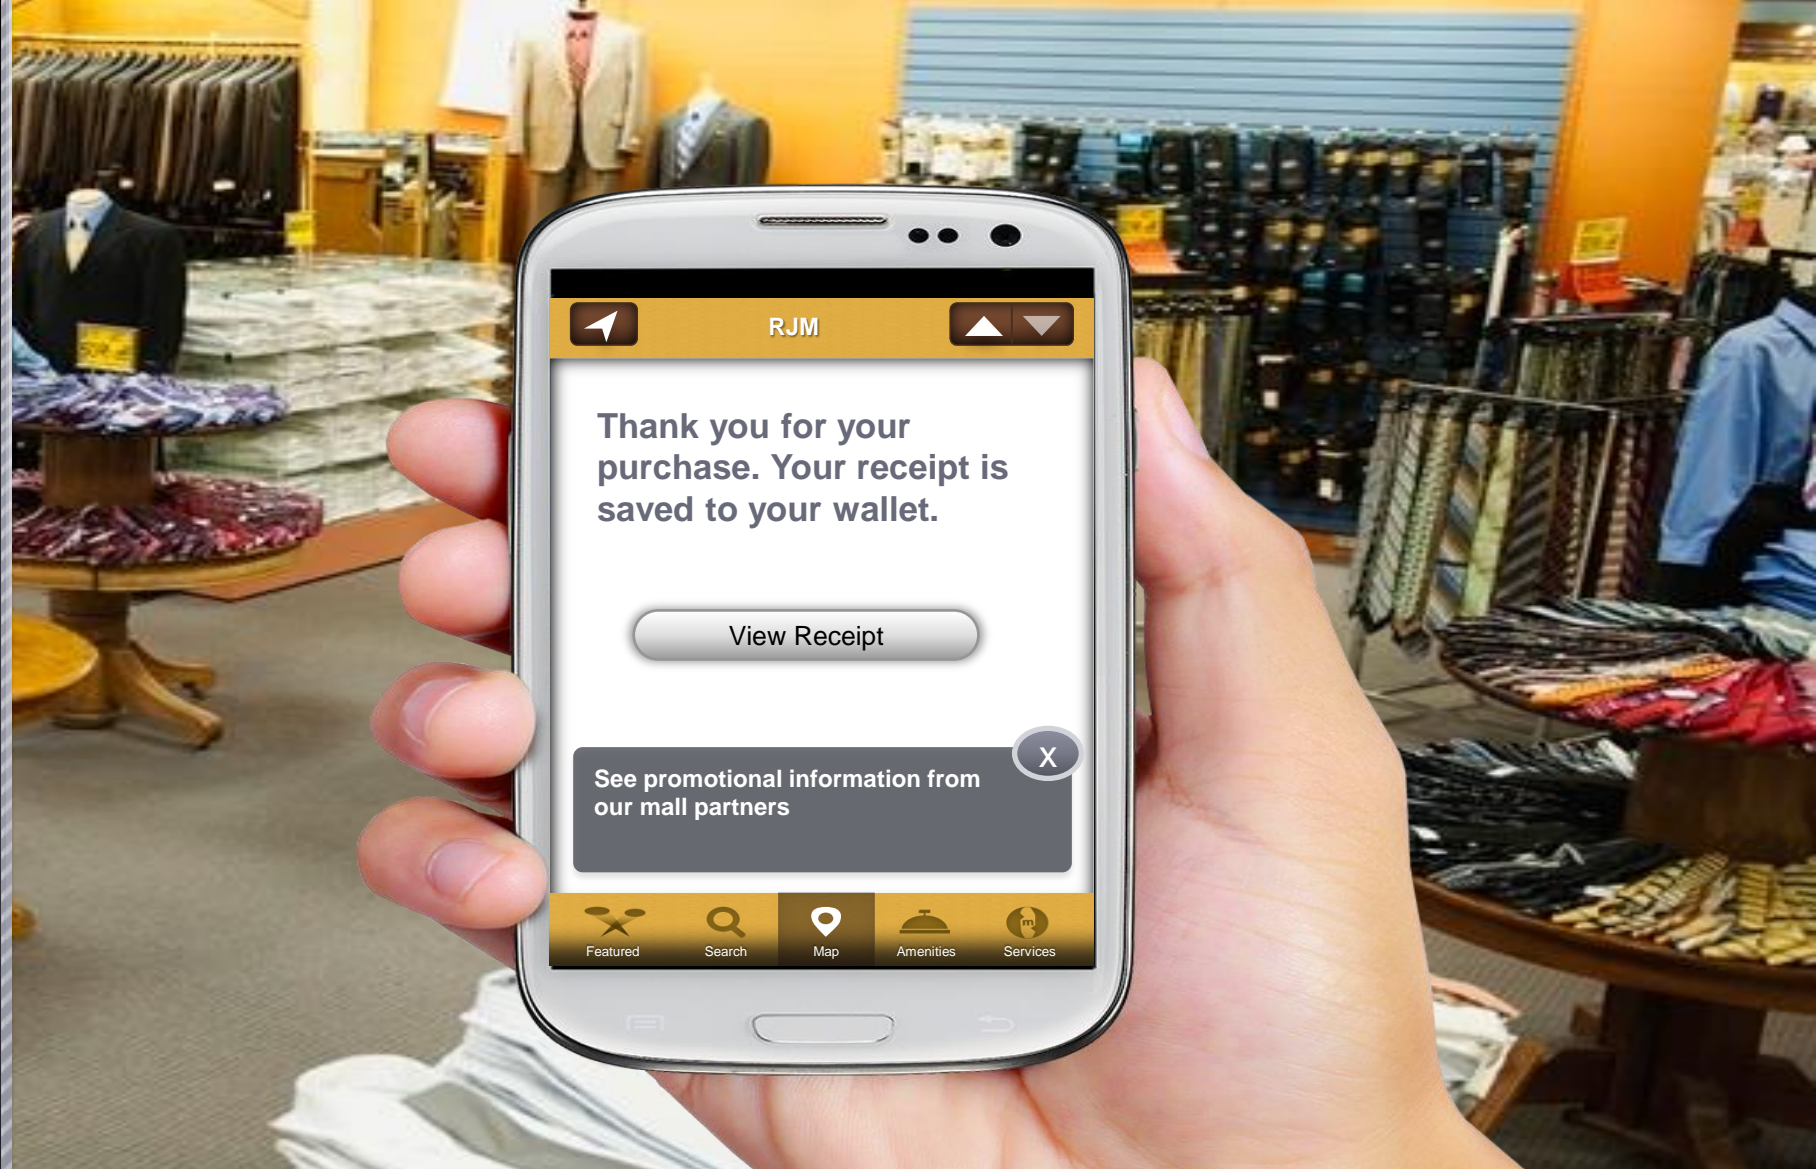 RJM
Thank you for your
purchase. Your receipt is
saved to your wallet.
View Receipt
X
See promotional information from
our mall partners
Featured
Search
Map
Amenities
Services